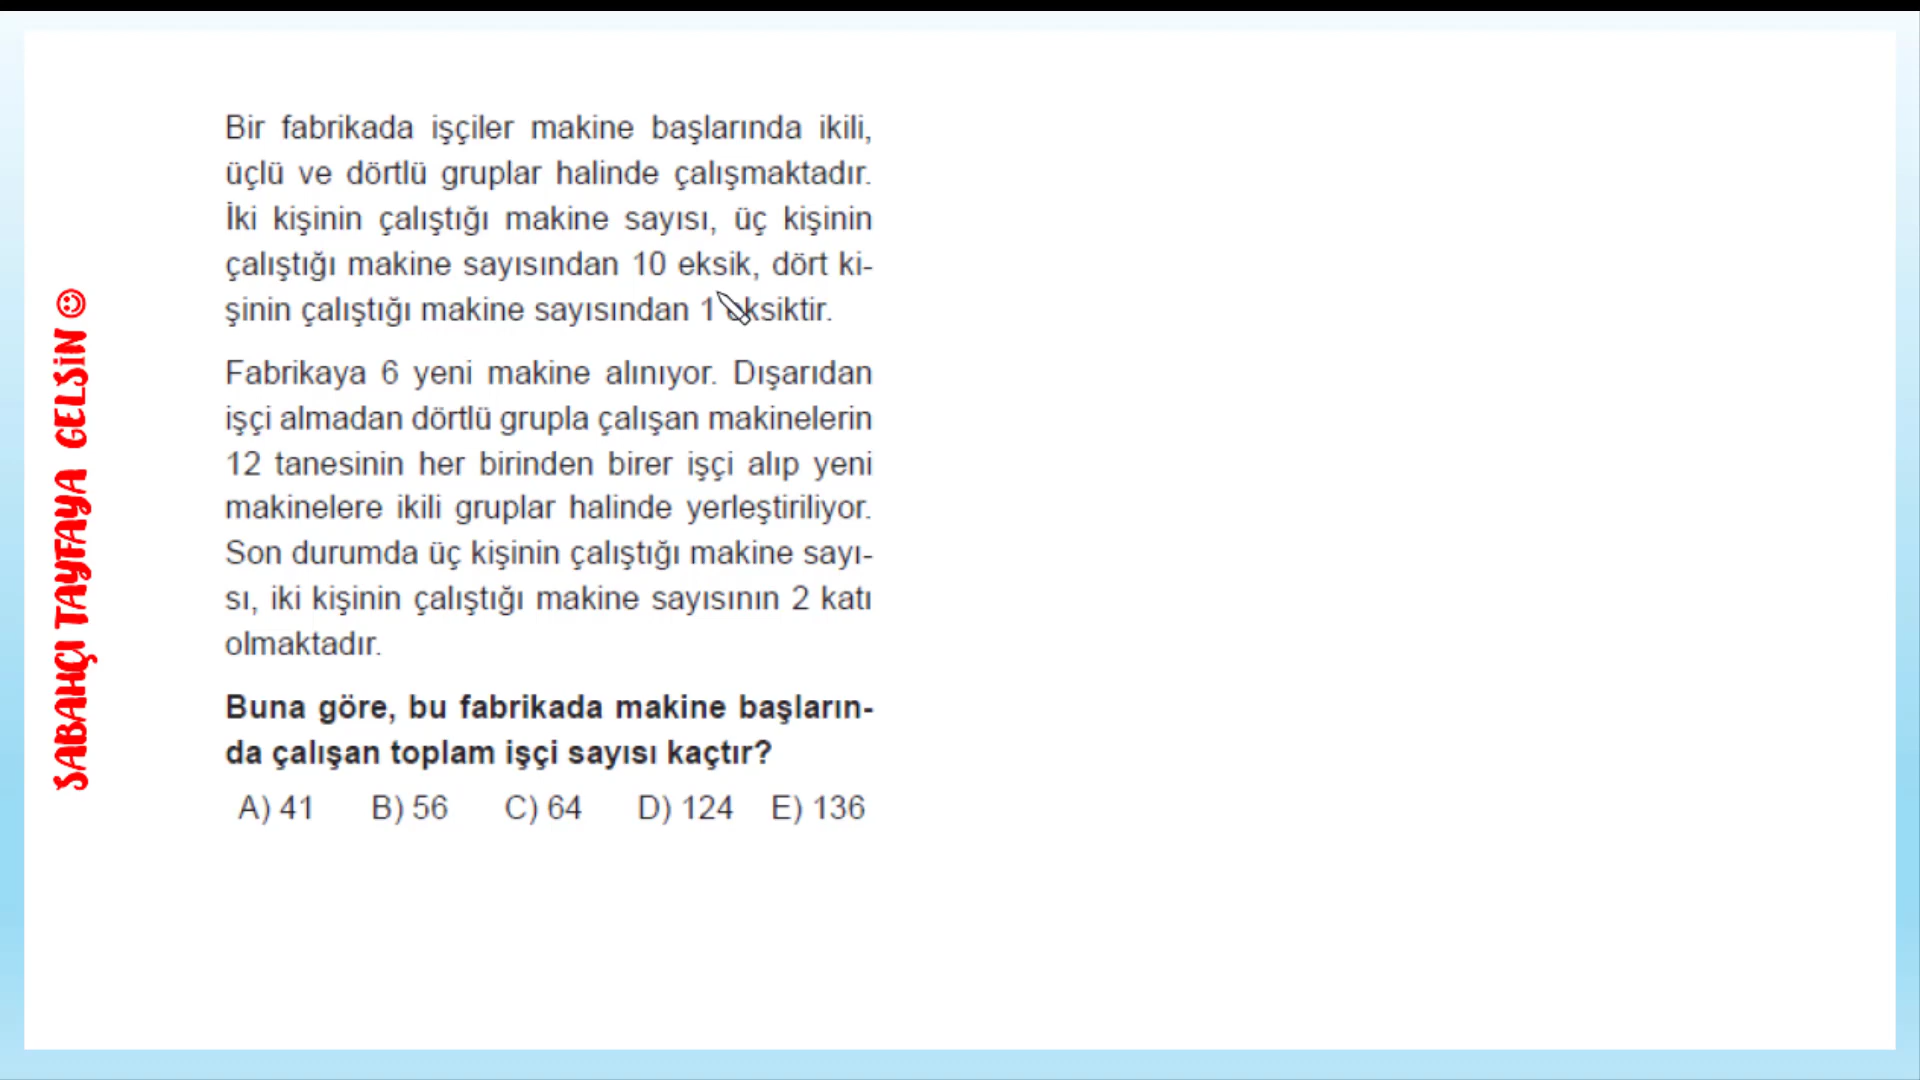 SABAHÇI TAYFAYA GELSİN ☺
Bir fabrikada işçiler makine başlarında ikili,
üçlü ve dörtlü gruplar halinde çalışmaktadır.
İki kişinin çalıştığı makine sayısı, üç kişinin
çalıştığı makine sayısından 10 eksik, dört ki-
şinin çalıştığı makine sayısından 1 eksiktir.
Fabrikaya 6 yeni makine alınıyor. Dışarıdan
işçi almadan dörtlü grupla çalışan makinelerin
12 tanesinin her birinden birer işçi alıp yeni
makinelere ikili gruplar halinde yerleştiriliyor.
Son durumda üç kişinin çalıştığı makine sayı-
sı, iki kişinin çalıştığı makine sayısının 2 katı
olmaktadır.
Buna göre, bu fabrikada makine başların-
da çalışan toplam işçi sayısı kaçtır?
A) 41 B) 56 C) 64 D) 124 E) 136